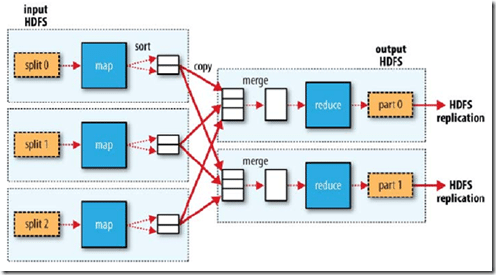 input
HDFS
output
HDFS
sort
copy
merge
split 0
map
reduce
part 0
HDFS
replication
merge
split 1
map
reduce
part 1
HDFS
replication
split 2
map